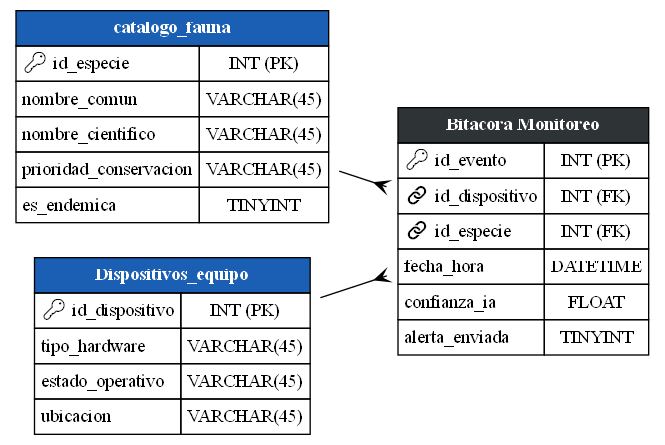 catalogo_fauna
id_especie INT (PK)
nombre_comun VARCHAR(45)
nombre_cientifico VARCHAR(45)
prioridad_conservacion VARCHAR(45)
es_endemica TINYINT
Bitacora Monitoreo
id_evento INT (PK)
id_dispositivo INT (FK)
id_especie INT (FK)
fecha_hora DATETIME
confianza_ia FLOAT
alerta_enviada TINYINT
Dispositivos_equipo
id_dispositivo INT (PK)
tipo_hardware VARCHAR(45)
estado_operativo VARCHAR(45)
ubicacion VARCHAR(45)